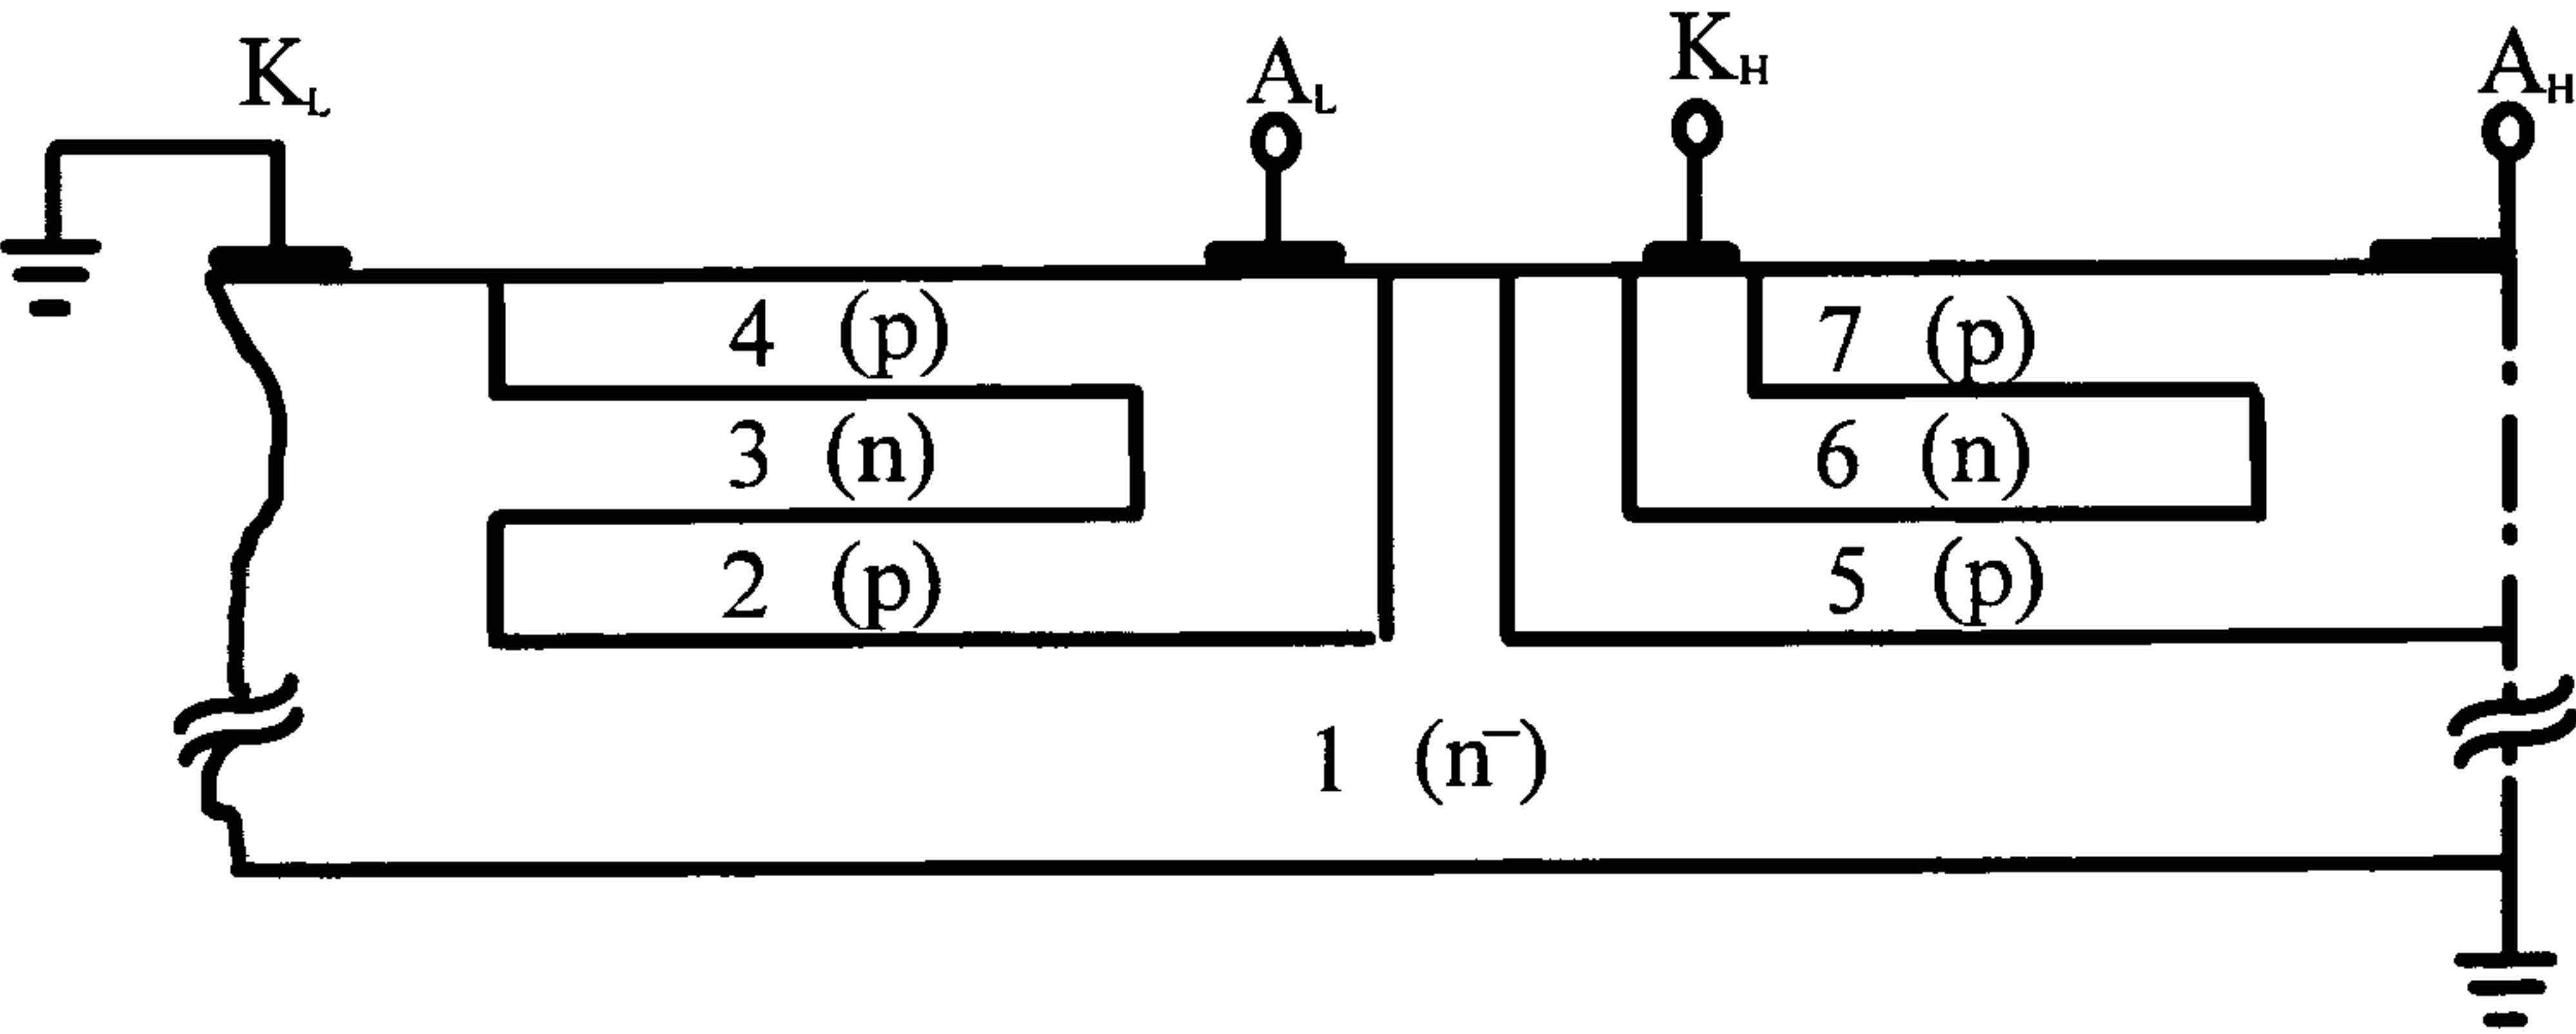 K_L A_L K_H A_H
4 (p) 7 (p)
3 (n) 6 (n)
2 (p) 5 (p)
1 (n⁻)